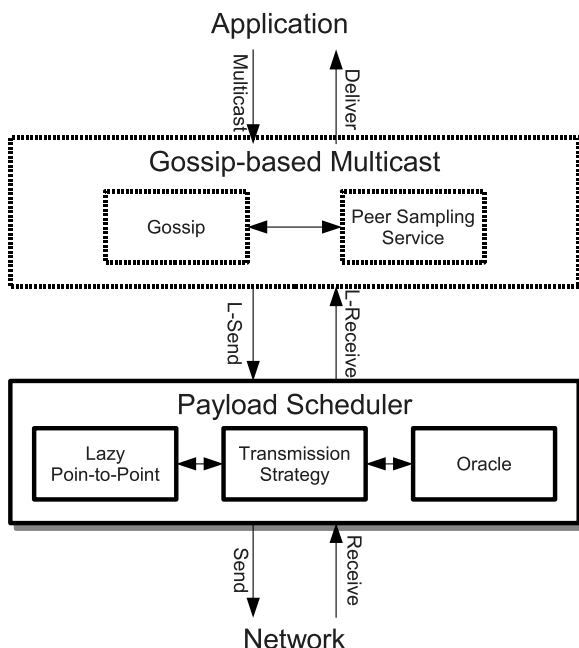 Application
Multicast
Deliver
Gossip-based Multicast
Gossip
Peer Sampling
Service
L-Send
L-Receive
Payload Scheduler
Lazy
Poin-to-Point
Transmission
Strategy
Oracle
Send
Receive
Network